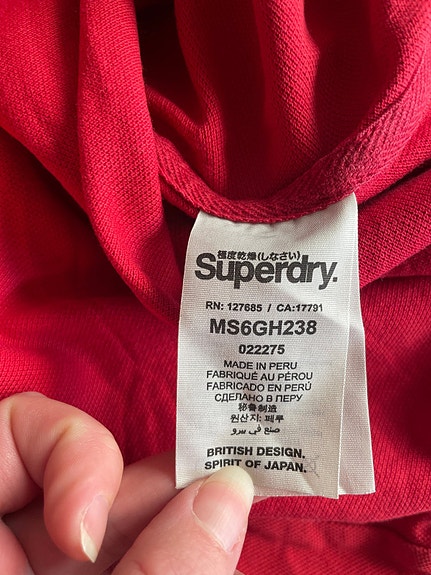 極度乾燥(しなさい)
Superdry.
RN: 127685 / CA:17791
MS6GH238
022275
MADE IN PERU
FABRIQUÉ AU PÉROU
FABRICADO EN PERÚ
СДЕЛАНО В ПЕРУ
秘鲁制造
원산지: 페루
صنع في بيرو
BRITISH DESIGN.
SPIRIT OF JAPAN.